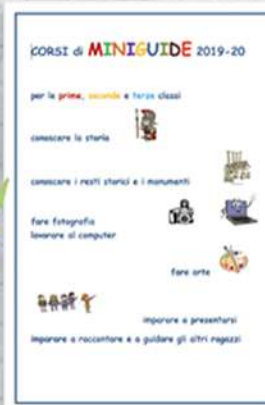 CORSI di MINIGUIDE 2019-20
per le prime, seconde e terze classi
conoscere la storia
conoscere i resti storici e i monumenti
fare fotografia
lavorare al computer
fare arte
imparare a presentarsi
imparare a raccontare e a guidare gli altri ragazzi